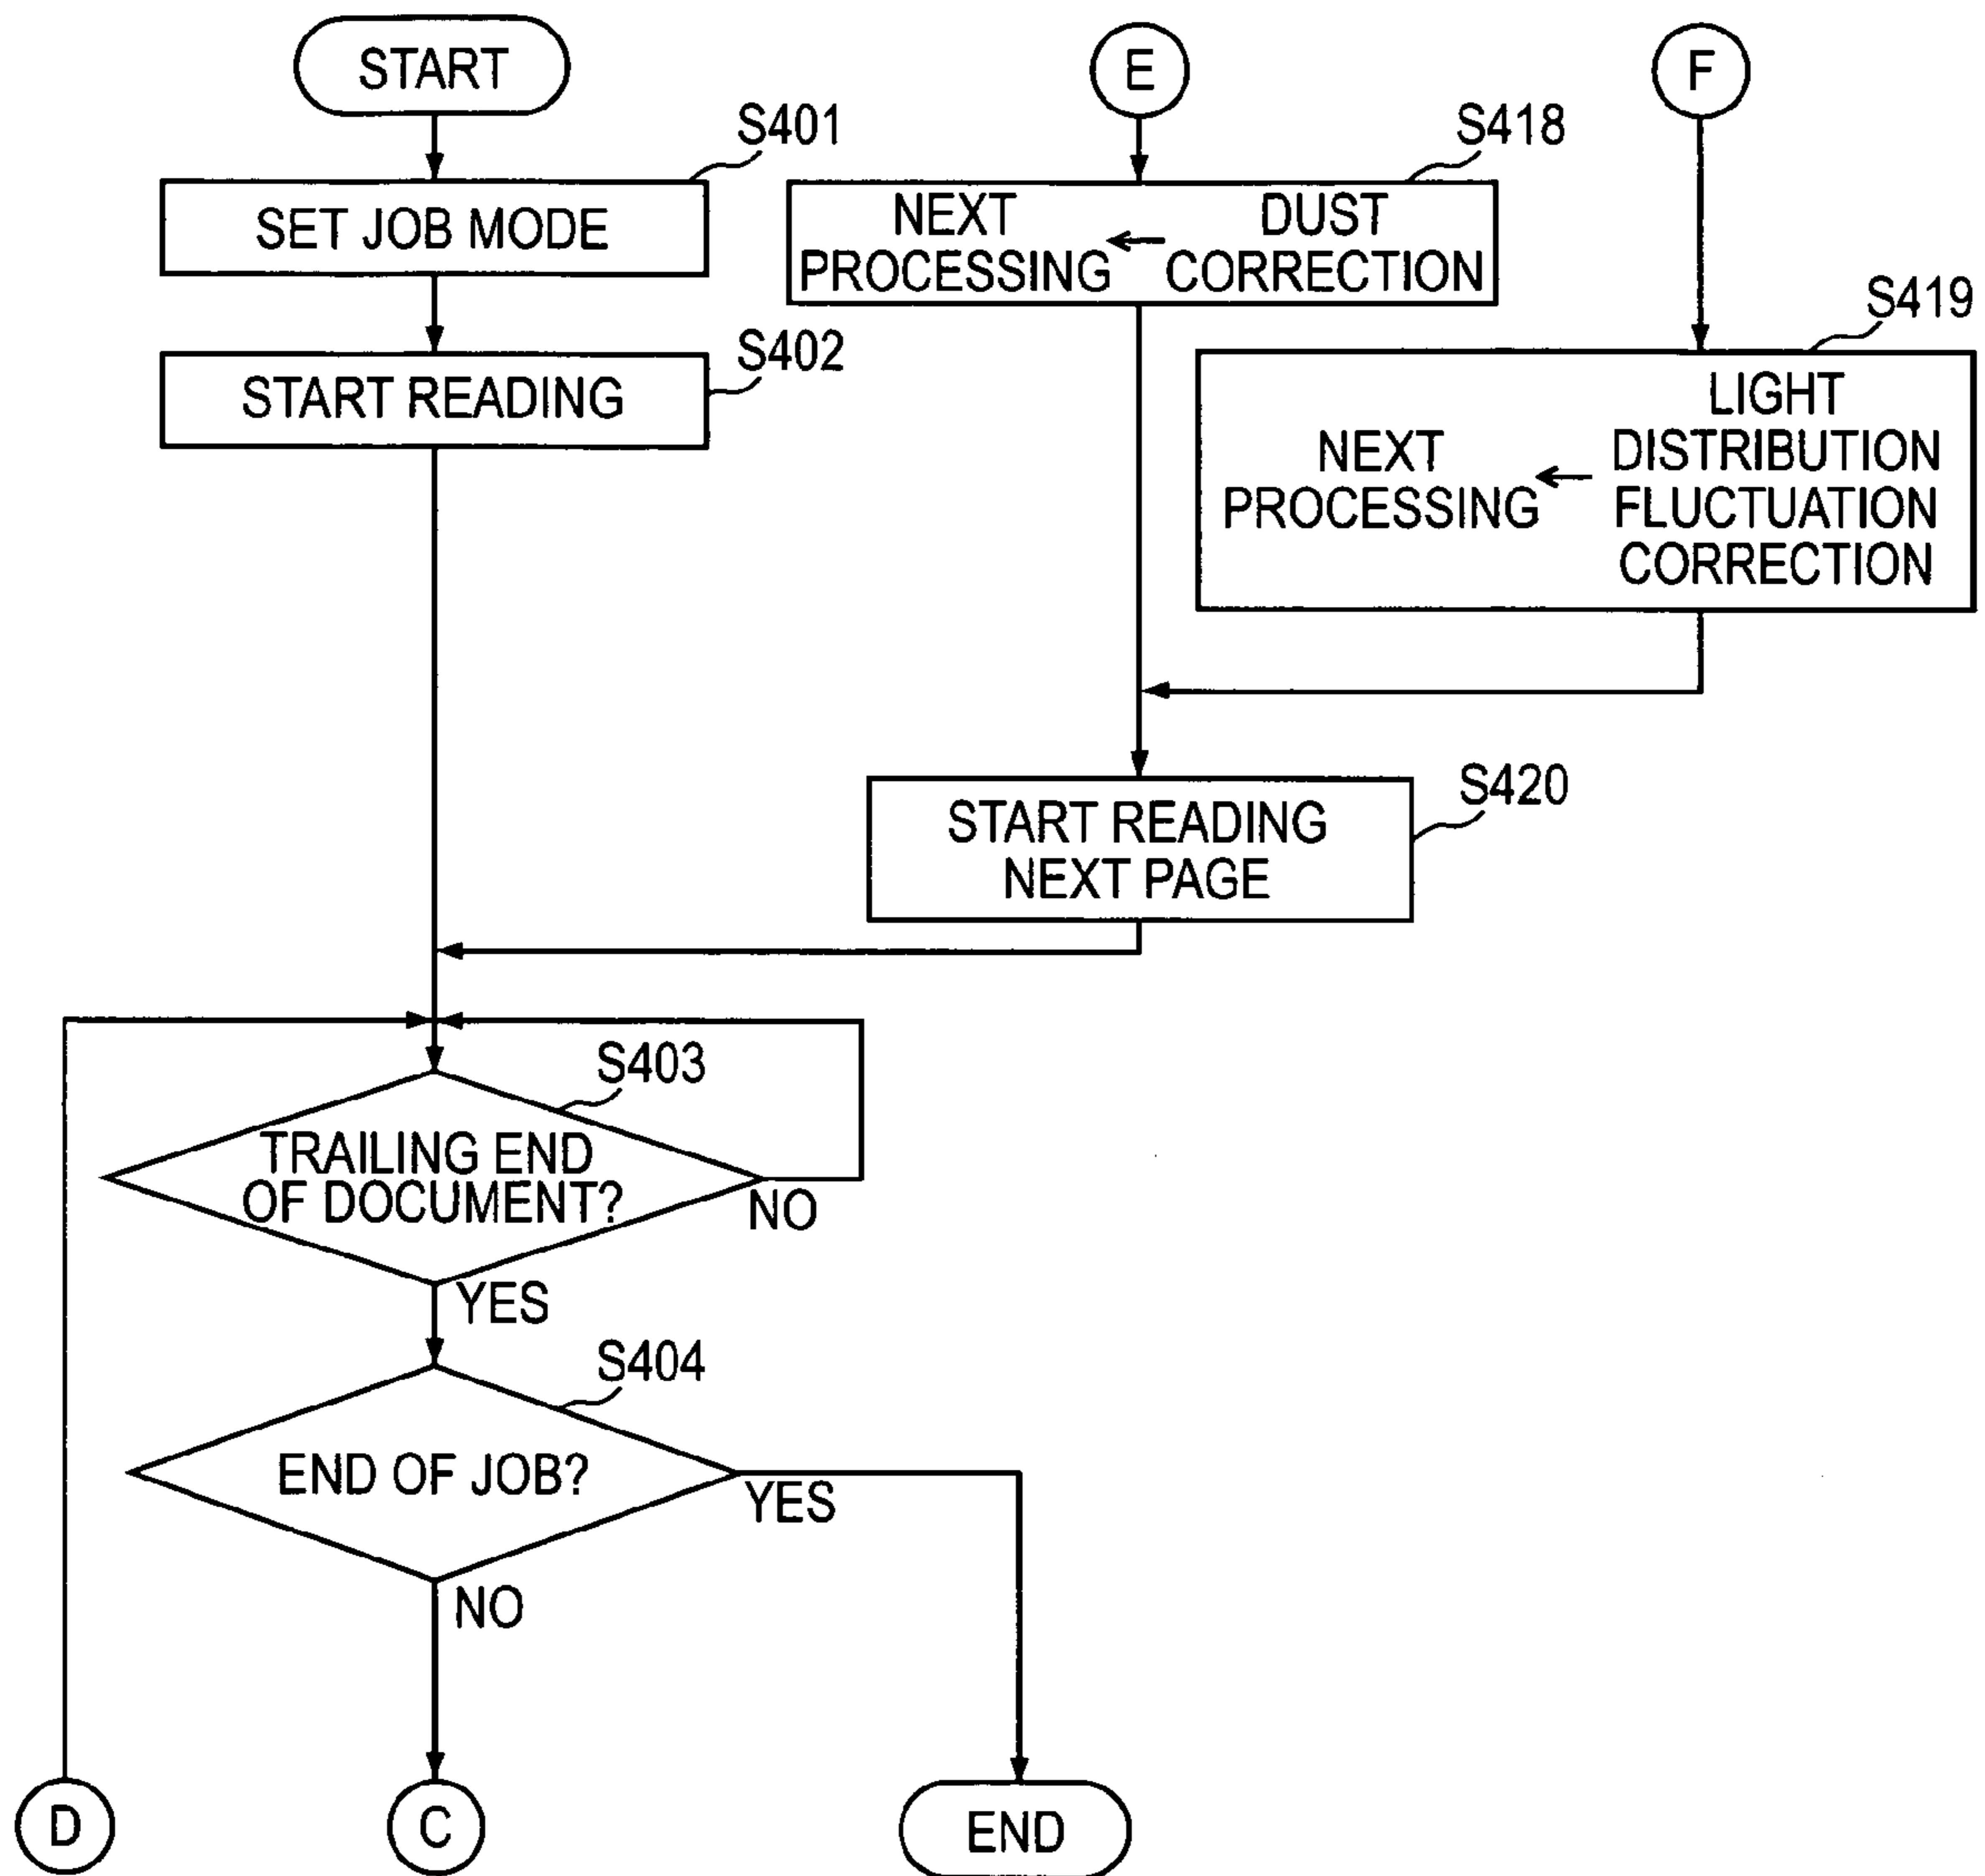 START
E
F
S401
SET JOB MODE
S418
NEXT PROCESSING ← DUST CORRECTION
S402
START READING
S419
NEXT PROCESSING ← LIGHT DISTRIBUTION FLUCTUATION CORRECTION
S420
START READING
NEXT PAGE
S403
TRAILING END
OF DOCUMENT?
NO
YES
S404
END OF JOB?
YES
NO
D
C
END